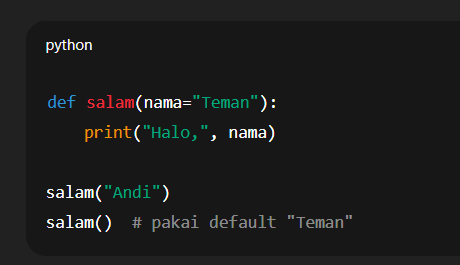 python
def salam(nama="Teman"):
    print("Halo,", nama)
salam("Andi")
salam()  # pakai default "Teman"